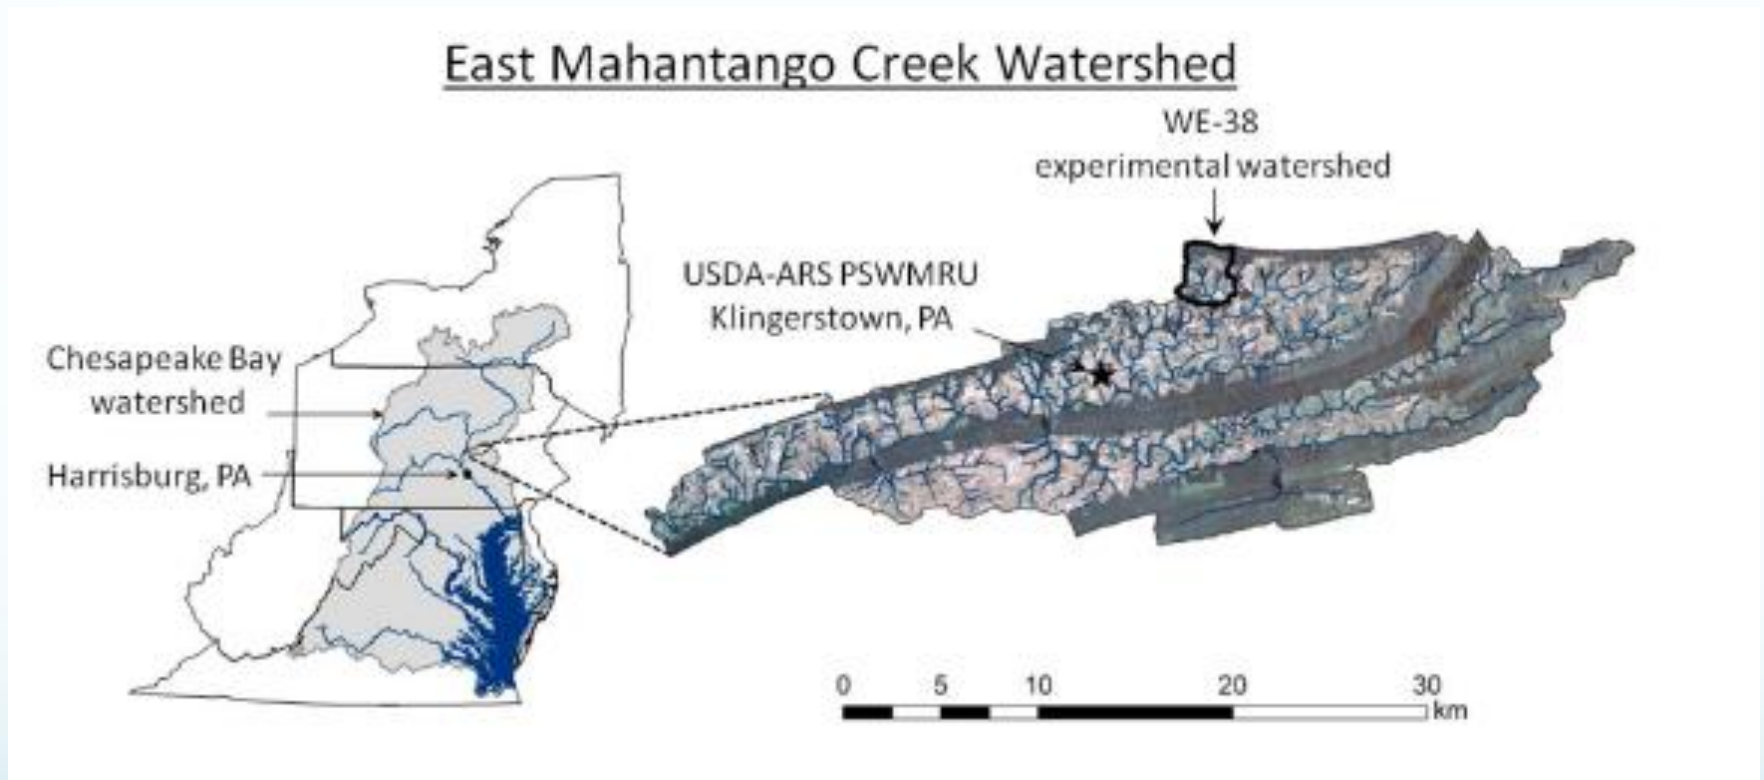 East Mahantango Creek Watershed
WE-38
experimental watershed
USDA-ARS PSWMRU
Klingerstown, PA
Chesapeake Bay
watershed
Harrisburg, PA
0 5 10 20 30
km